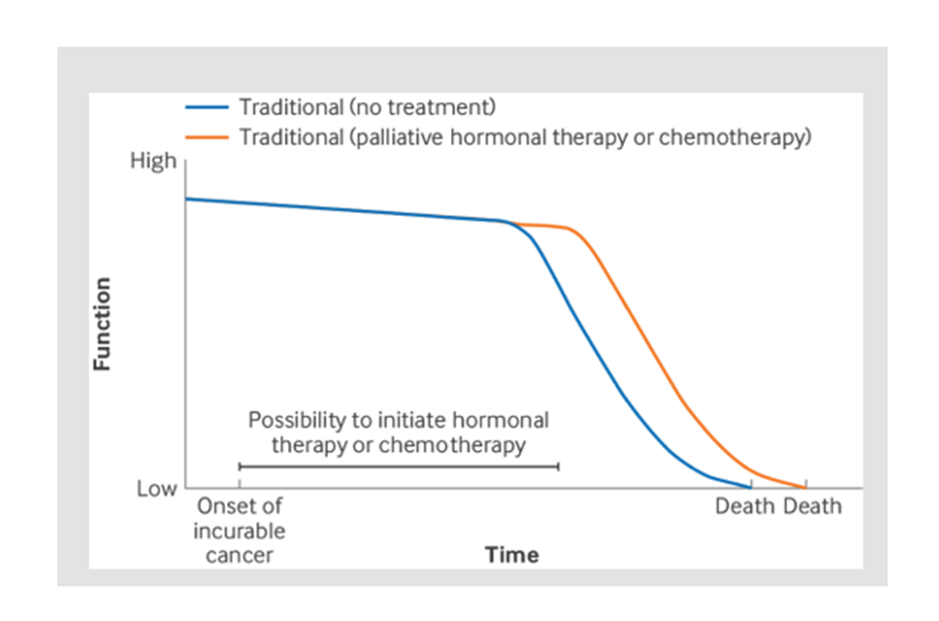 Traditional (no treatment)
Traditional (palliative hormonal therapy or chemotherapy)
High
Function
Possibility to initiate hormonal
therapy or chemotherapy
Low
Onset of
incurable
cancer
Death Death
Time